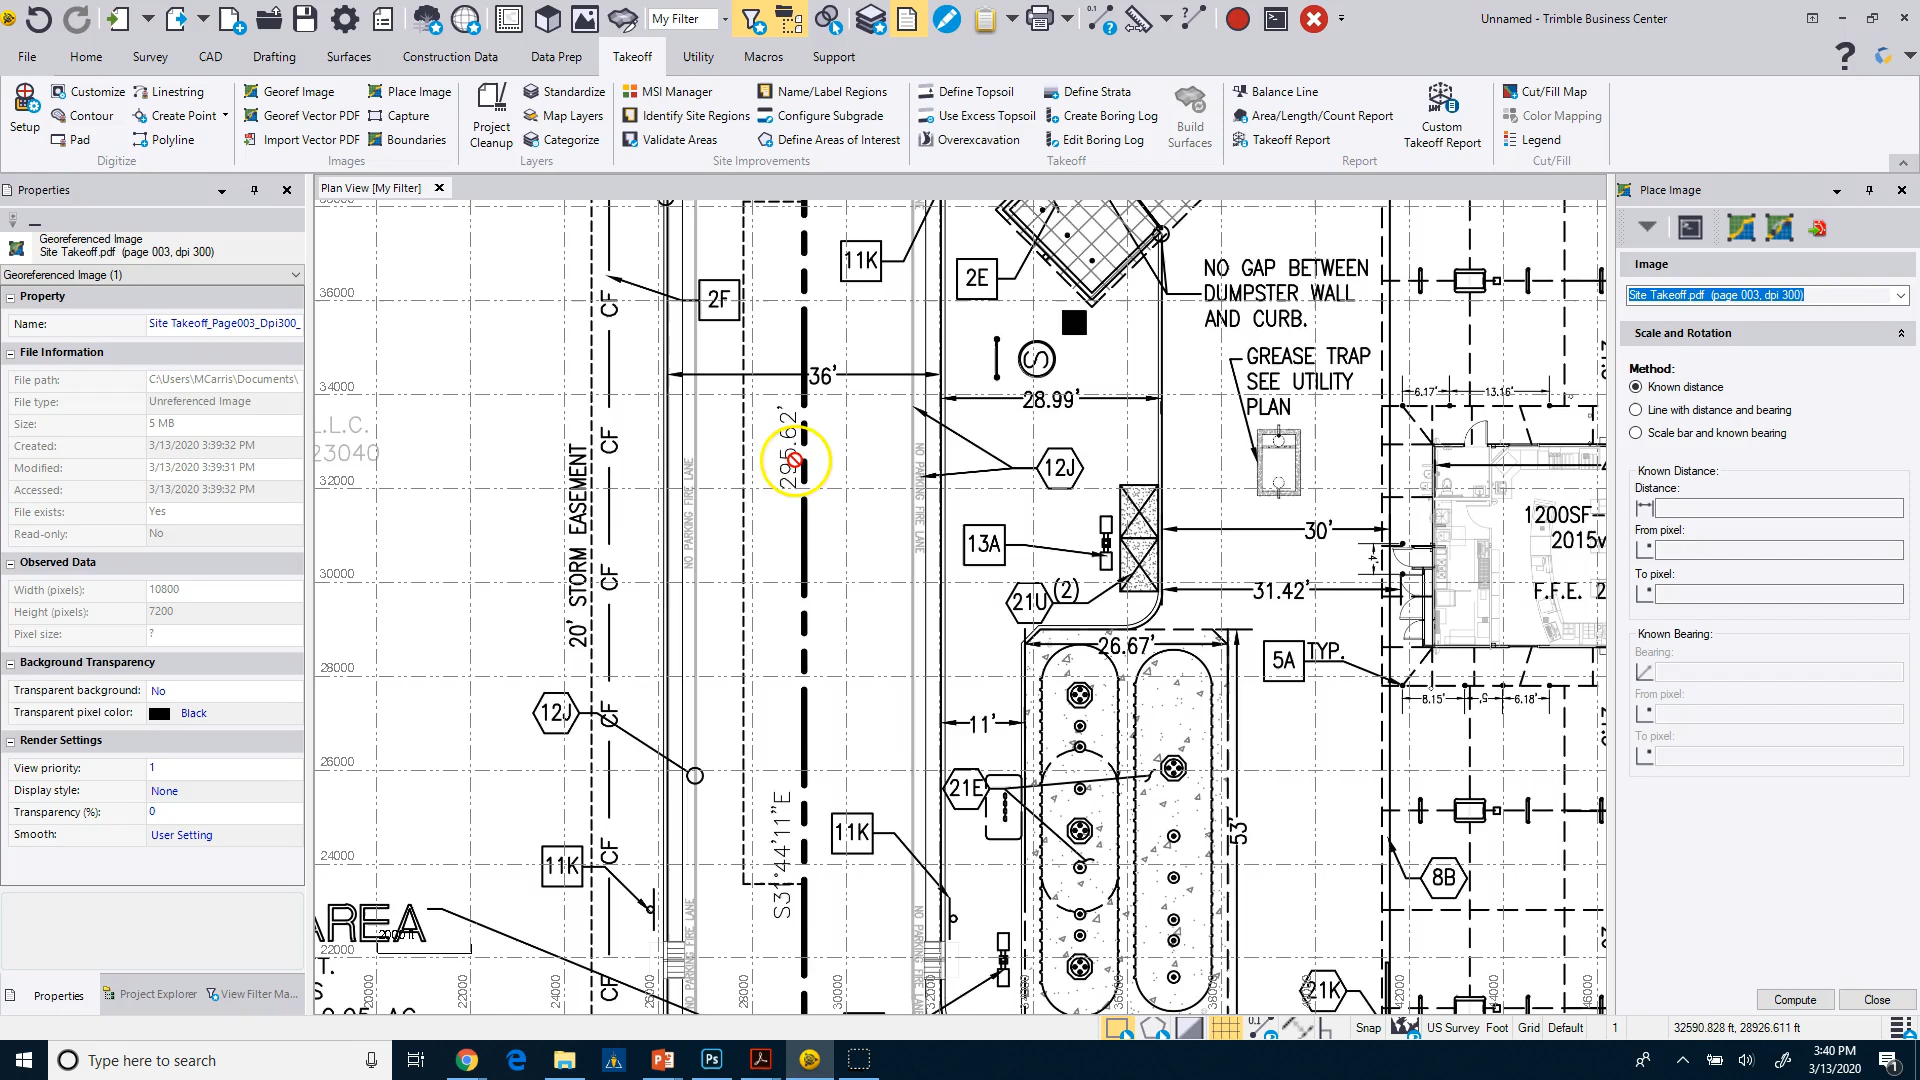 My Filter
Unnamed - Trimble Business Center
File
Home
Survey
CAD
Drafting
Surfaces
Construction Data
Data Prep
Takeoff
Utility
Macros
Support
Setup
Customize
Linestring
Contour
Create Point
Pad
Polyline
Digitize
Georef Image
Place Image
Georef Vector PDF
Capture
Import Vector PDF
Boundaries
Images
Project Cleanup
Standardize
Map Layers
Categorize
Layers
MSI Manager
Name/Label Regions
Identify Site Regions
Configure Subgrade
Validate Areas
Define Areas of Interest
Site Improvements
Define Topsoil
Define Strata
Use Excess Topsoil
Create Boring Log
Overexcavation
Edit Boring Log
Build Surfaces
Takeoff
Balance Line
Area/Length/Count Report
Takeoff Report
Custom Takeoff Report
Report
Cut/Fill Map
Color Mapping
Legend
Cut/Fill
Properties
Georeferenced Image
Site Takeoff.pdf (page 003, dpi 300)
Georeferenced Image (1)
Property
Name: Site Takeoff_Page003_Dpi300_
File Information
File path: C:\Users\MCarris\Documents\
File type: Unreferenced Image
Size: 5 MB
Created: 3/13/2020 3:39:32 PM
Modified: 3/13/2020 3:39:31 PM
Accessed: 3/13/2020 3:39:32 PM
File exists: Yes
Read-only: No
Observed Data
Width (pixels): 10800
Height (pixels): 7200
Pixel size: ?
Background Transparency
Transparent background: No
Transparent pixel color: Black
Render Settings
View priority: 1
Display style: None
Transparency (%): 0
Smooth: User Setting
Properties
Project Explorer
View Filter Ma...
Plan View [My Filter]
36000
34000
32000
30000
28000
26000
24000
22000
20000
22000
24000
26000
28000
30000
32000
38000
42000
44000
46000
L.L.C.
23040
20' STORM EASEMENT
CF
CF
CF
CF
CF
CF
2F
11K
2E
36'
295.62'
NO PARKING FIRE LANE
NO PARKING FIRE LANE
28.99'
12J
NO GAP BETWEEN
DUMPSTER WALL
AND CURB.
S
GREASE TRAP
SEE UTILITY
PLAN
6.17'
13.16'
13A
21U (2)
30'
31.42'
1200SF-
F.F.E. 2
26.67'
5A TYP.
8.15'
5'
6.18'
12J
11'
21E
11K
S31°44'11"E
53'
11K
8B
21K
AREA
2000 ft
NO PARKING FIRE LANE
NO PARKING FIRE LANE
Place Image
Image
Site Takeoff.pdf (page 003, dpi 300)
Scale and Rotation
Method:
Known distance
Line with distance and bearing
Scale bar and known bearing
Known Distance:
Distance:
From pixel:
To pixel:
Known Bearing:
Bearing:
From pixel:
To pixel:
Compute
Close
Snap
US Survey Foot
Grid
Default
1
32590.828 ft, 28926.611 ft
Type here to search
3:40 PM
3/13/2020
1